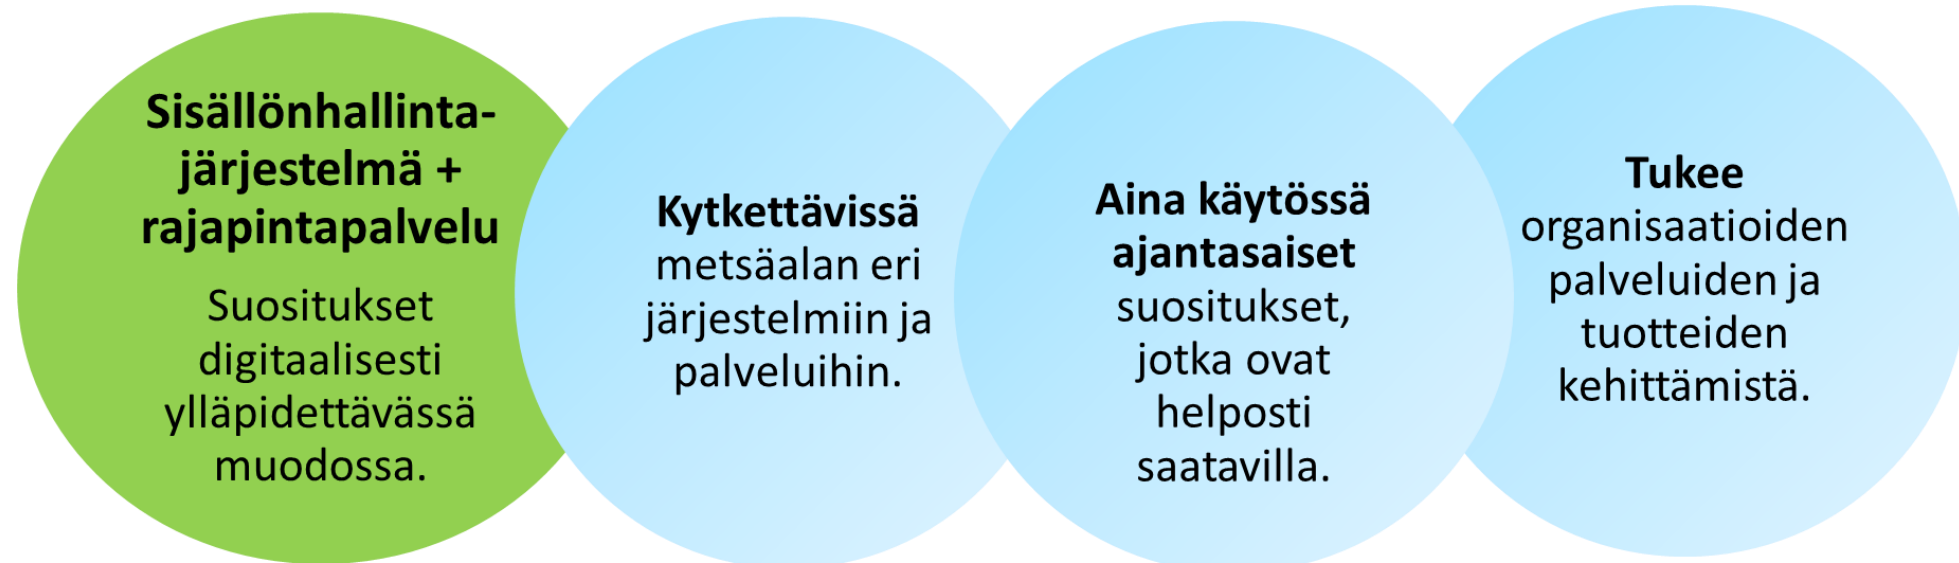 Sisällönhallinta-
järjestelmä +
rajapintapalvelu
Suositukset
digitaalisesti
ylläpidettävässä
muodossa.
Kytkettävissä
metsäalan eri
järjestelmiin ja
palveluihin.
Aina käytössä
ajantasaiset
suositukset,
jotka ovat
helposti
saatavilla.
Tukee
organisaatioiden
palveluiden ja
tuotteiden
kehittämistä.